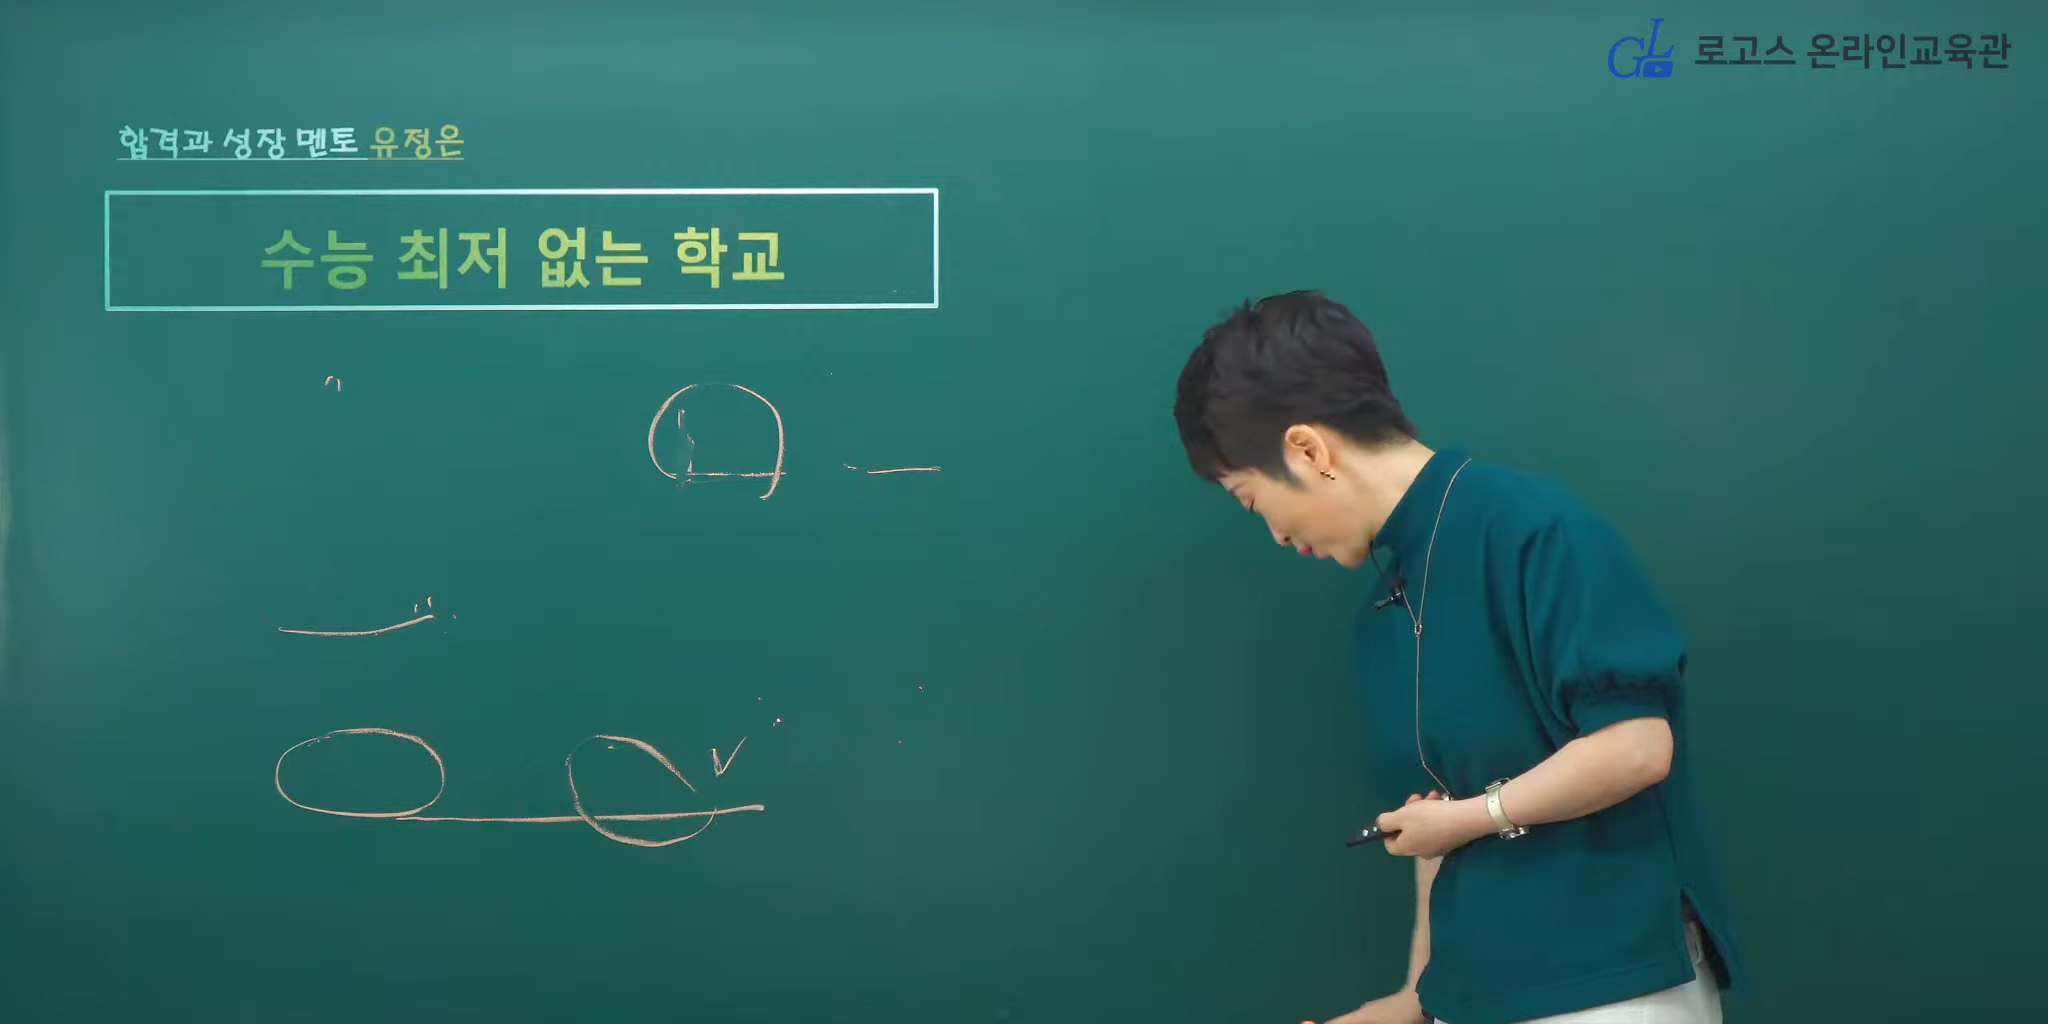 로고스 온라인교육관
합격과 성장 멘토 유정은
수능 최저 없는 학교